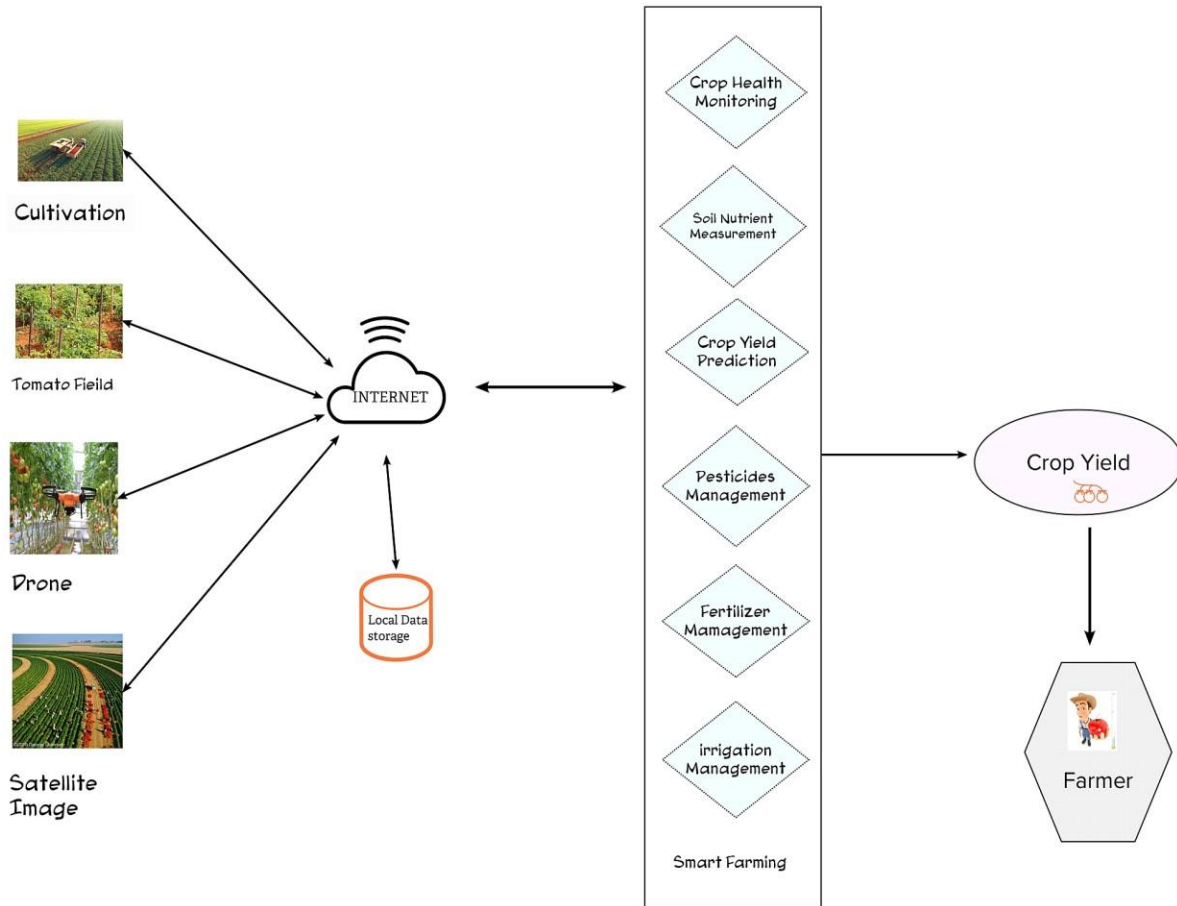 Cultivation
Tomato Fieild
Drone
Satellite
Image
INTERNET
Local Data
storage
Crop Health
Monitoring
Soil Nutrient
Measurement
Crop Yield
Prediction
Pesticides
Management
Fertilizer
Mamagement
irrigation
Management
Smart Farming
Crop Yield
Farmer